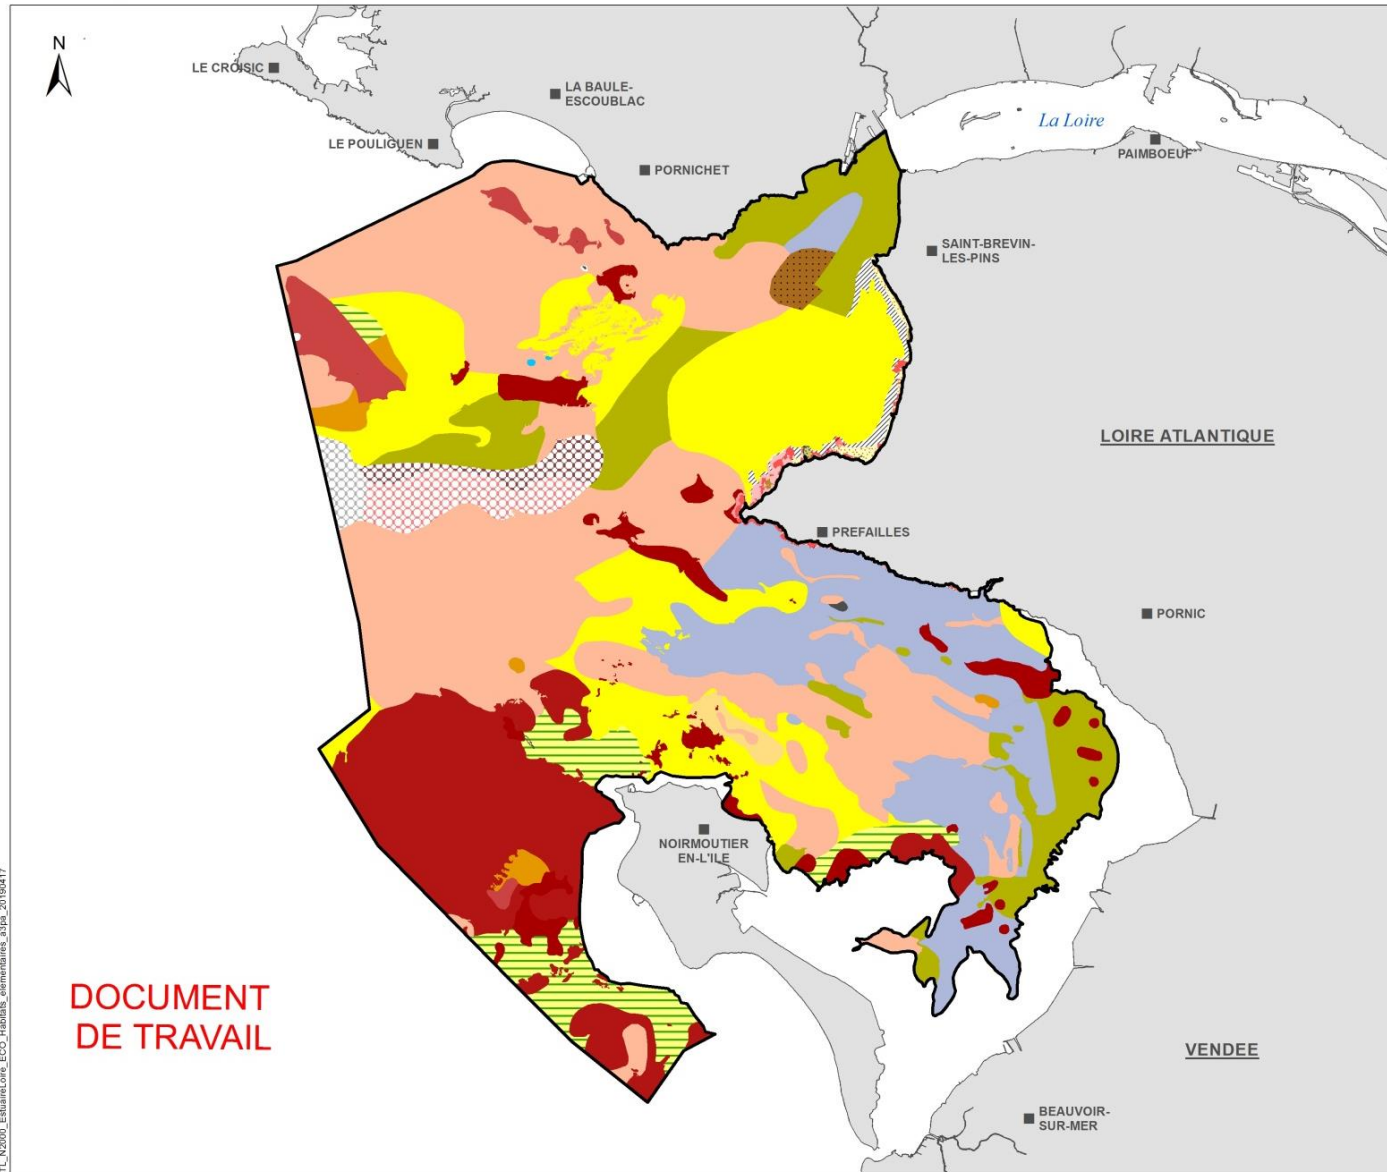 N
LE CROISIC
LA BAULE-
ESCOUBLAC
La Loire
LE POULIGUEN
PAIMBOEUF
PORNICHET
SAINT-BREVIN-
LES-PINS
LOIRE ATLANTIQUE
PREFAILLES
PORNIC
NOIRMOUTIER
EN-L'ILE
DOCUMENT
DE TRAVAIL
VENDEE
BEAUVOIR-
SUR-MER
TL_N2000_EstuaireLoire_ECO_Habitats_elementaires_a3pa_20190417